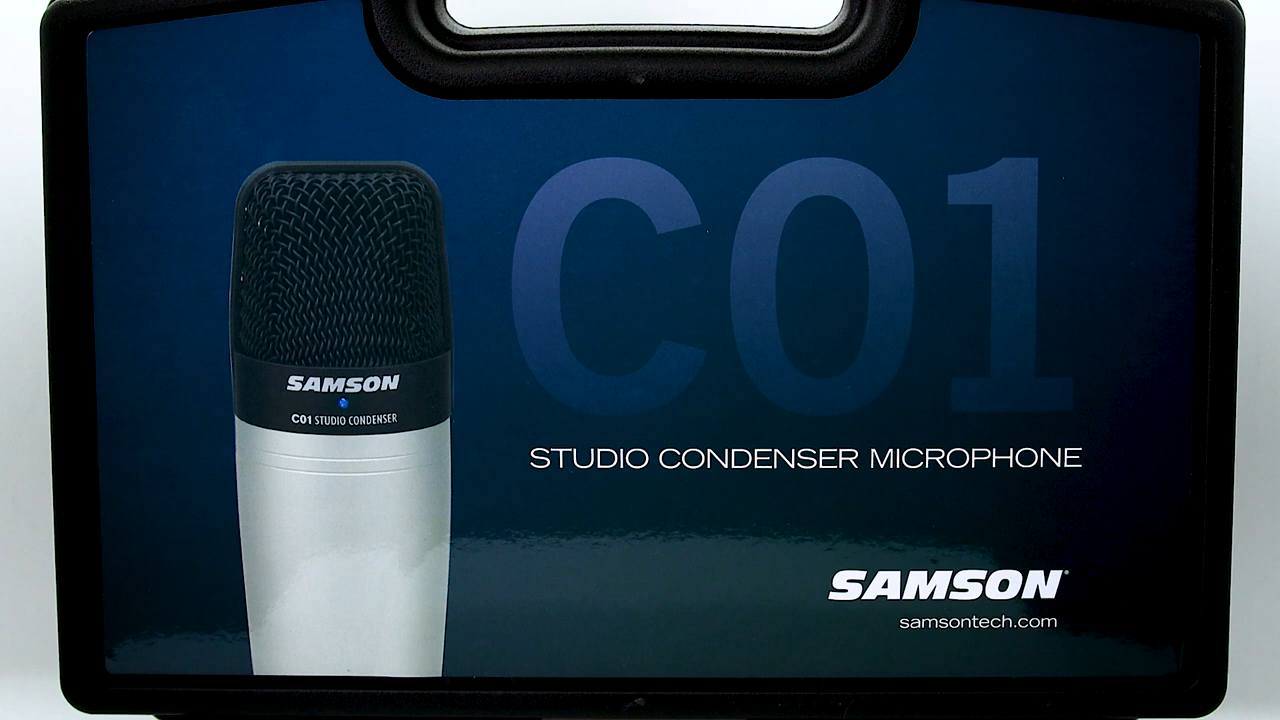 C01
SAMSON
C01 STUDIO CONDENSER
STUDIO CONDENSER MICROPHONE
SAMSON®
samsontech.com